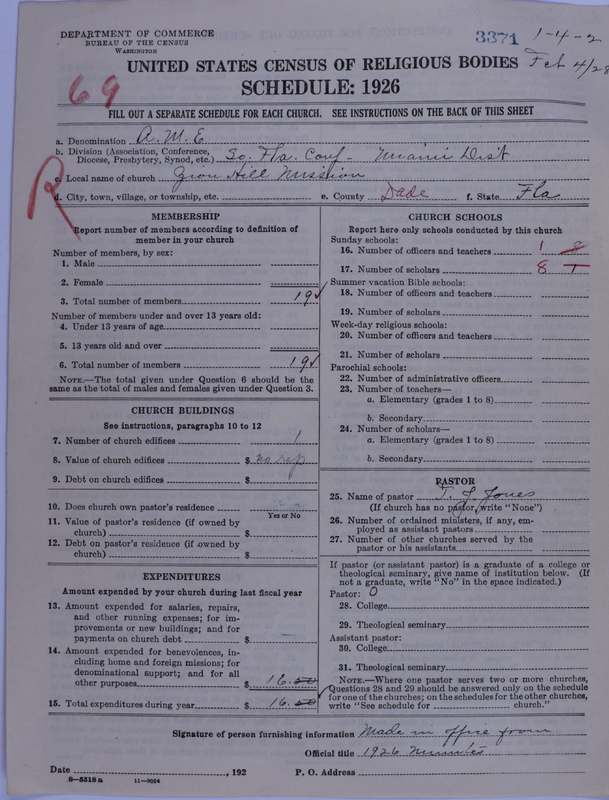 DEPARTMENT OF COMMERCE
BUREAU OF THE CENSUS
WASHINGTON
3371
1-4-2
Feb 4/28
UNITED STATES CENSUS OF RELIGIOUS BODIES
SCHEDULE: 1926
69
FILL OUT A SEPARATE SCHEDULE FOR EACH CHURCH. SEE INSTRUCTIONS ON THE BACK OF THIS SHEET
a. Denomination A.M.E
b. Division (Association, Conference, Diocese, Presbytery, Synod, etc.) So. Fla. Conf - Miami Dist
c. Local name of church Zion Hill Mission
R
d. City, town, village, or township, etc. e. County Dade f. State Fla
MEMBERSHIP
Report number of members according to definition of
member in your church
Number of members, by sex:
1. Male
2. Female
3. Total number of members 19
Number of members under and over 13 years old:
4. Under 13 years of age
5. 13 years old and over
6. Total number of members 19
NOTE.—The total given under Question 6 should be the
same as the total of males and females given under Question 3.
CHURCH BUILDINGS
See instructions, paragraphs 10 to 12
7. Number of church edifices 1
8. Value of church edifices $ no rep
9. Debt on church edifices $
10. Does church own pastor's residence
Yes or No
11. Value of pastor's residence (if owned by
church) $
12. Debt on pastor's residence (if owned by
church) $
EXPENDITURES
Amount expended by your church during last fiscal year
13. Amount expended for salaries, repairs,
and other running expenses; for im-
provements or new buildings; and for
payments on church debt $
14. Amount expended for benevolences, in-
cluding home and foreign missions; for
denominational support; and for all
other purposes $ 16.50
15. Total expenditures during year $ 16.50
CHURCH SCHOOLS
Report here only schools conducted by this church
Sunday schools:
16. Number of officers and teachers 1 8
17. Number of scholars 8 1
Summer vacation Bible schools:
18. Number of officers and teachers
19. Number of scholars
Week-day religious schools:
20. Number of officers and teachers
21. Number of scholars
Parochial schools:
22. Number of administrative officers
23. Number of teachers—
a. Elementary (grades 1 to 8)
b. Secondary
24. Number of scholars—
a. Elementary (grades 1 to 8)
b. Secondary
PASTOR
25. Name of pastor T. J. Jones
(If church has no pastor, write "None")
26. Number of ordained ministers, if any, em-
ployed as assistant pastors
27. Number of other churches served by the
pastor or his assistants
If pastor (or assistant pastor) is a graduate of a college or
theological seminary, give name of institution below. (If
not a graduate, write "No" in the space indicated.)
Pastor: O
28. College
29. Theological seminary
Assistant pastor:
30. College
31. Theological seminary
NOTE.—Where one pastor serves two or more churches,
Questions 28 and 29 should be answered only on the schedule
for one of the churches; on the schedules for the other churches,
write "See schedule for church."
Signature of person furnishing information Made in office from
Official title 1926 Minutes
Date , 192 P. O. Address
8—5518a 11—9054